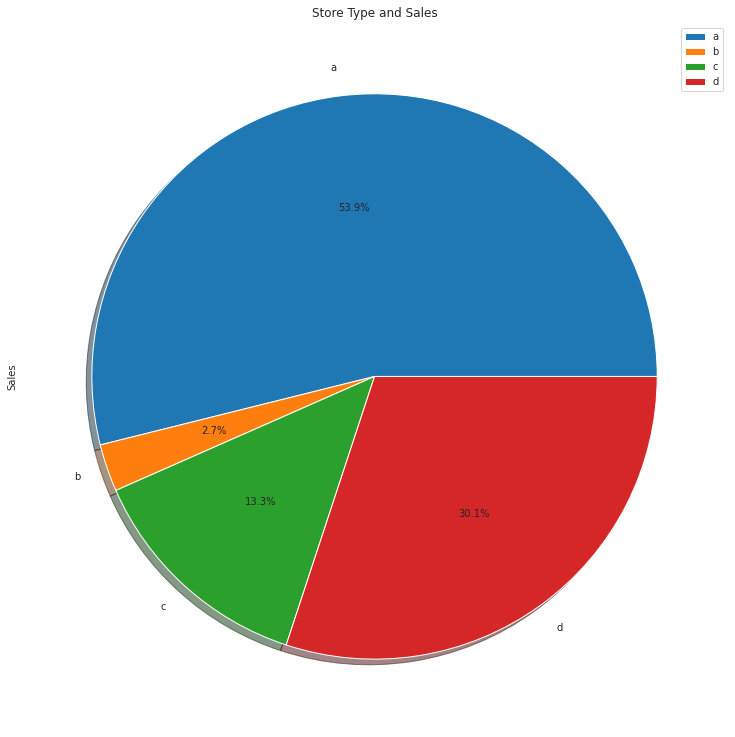 Store Type and Sales
a
b
c
d
a
53.9%
Sales
2.7%
b
13.3%
30.1%
c
d